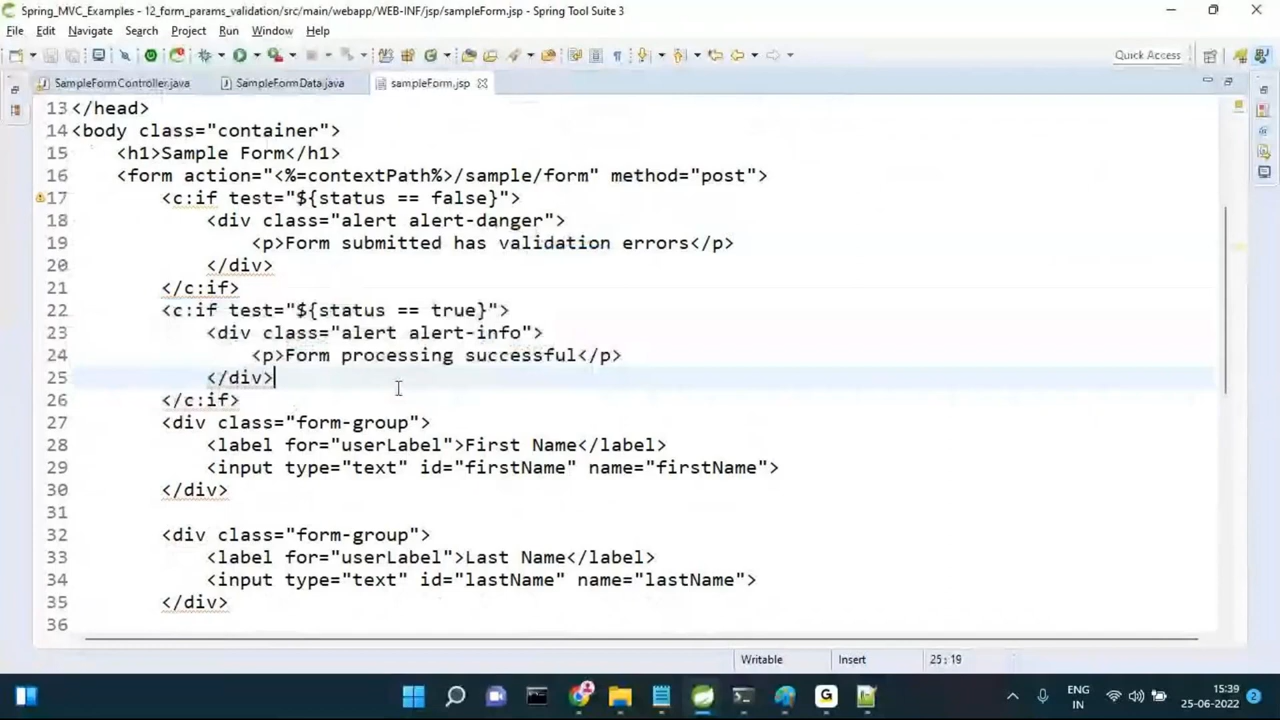 Spring_MVC_Examples - 12_form_params_validation/src/main/webapp/WEB-INF/jsp/sampleForm.jsp - Spring Tool Suite 3
File Edit Navigate Search Project Run Window Help
Quick Access
SampleFormController.java SampleFormData.java sampleForm.jsp
13 </head>
14 <body class="container">
15 <h1>Sample Form</h1>
16 <form action="<%=contextPath%>/sample/form" method="post">
17 <c:if test="${status == false}">
18 <div class="alert alert-danger">
19 <p>Form submitted has validation errors</p>
20 </div>
21 </c:if>
22 <c:if test="${status == true}">
23 <div class="alert alert-info">
24 <p>Form processing successful</p>
25 </div>
26 </c:if>
27 <div class="form-group">
28 <label for="userLabel">First Name</label>
29 <input type="text" id="firstName" name="firstName">
30 </div>
31
32 <div class="form-group">
33 <label for="userLabel">Last Name</label>
34 <input type="text" id="lastName" name="lastName">
35 </div>
36
Writable Insert 25:19
ENG 15:39
IN 25-06-2022 2